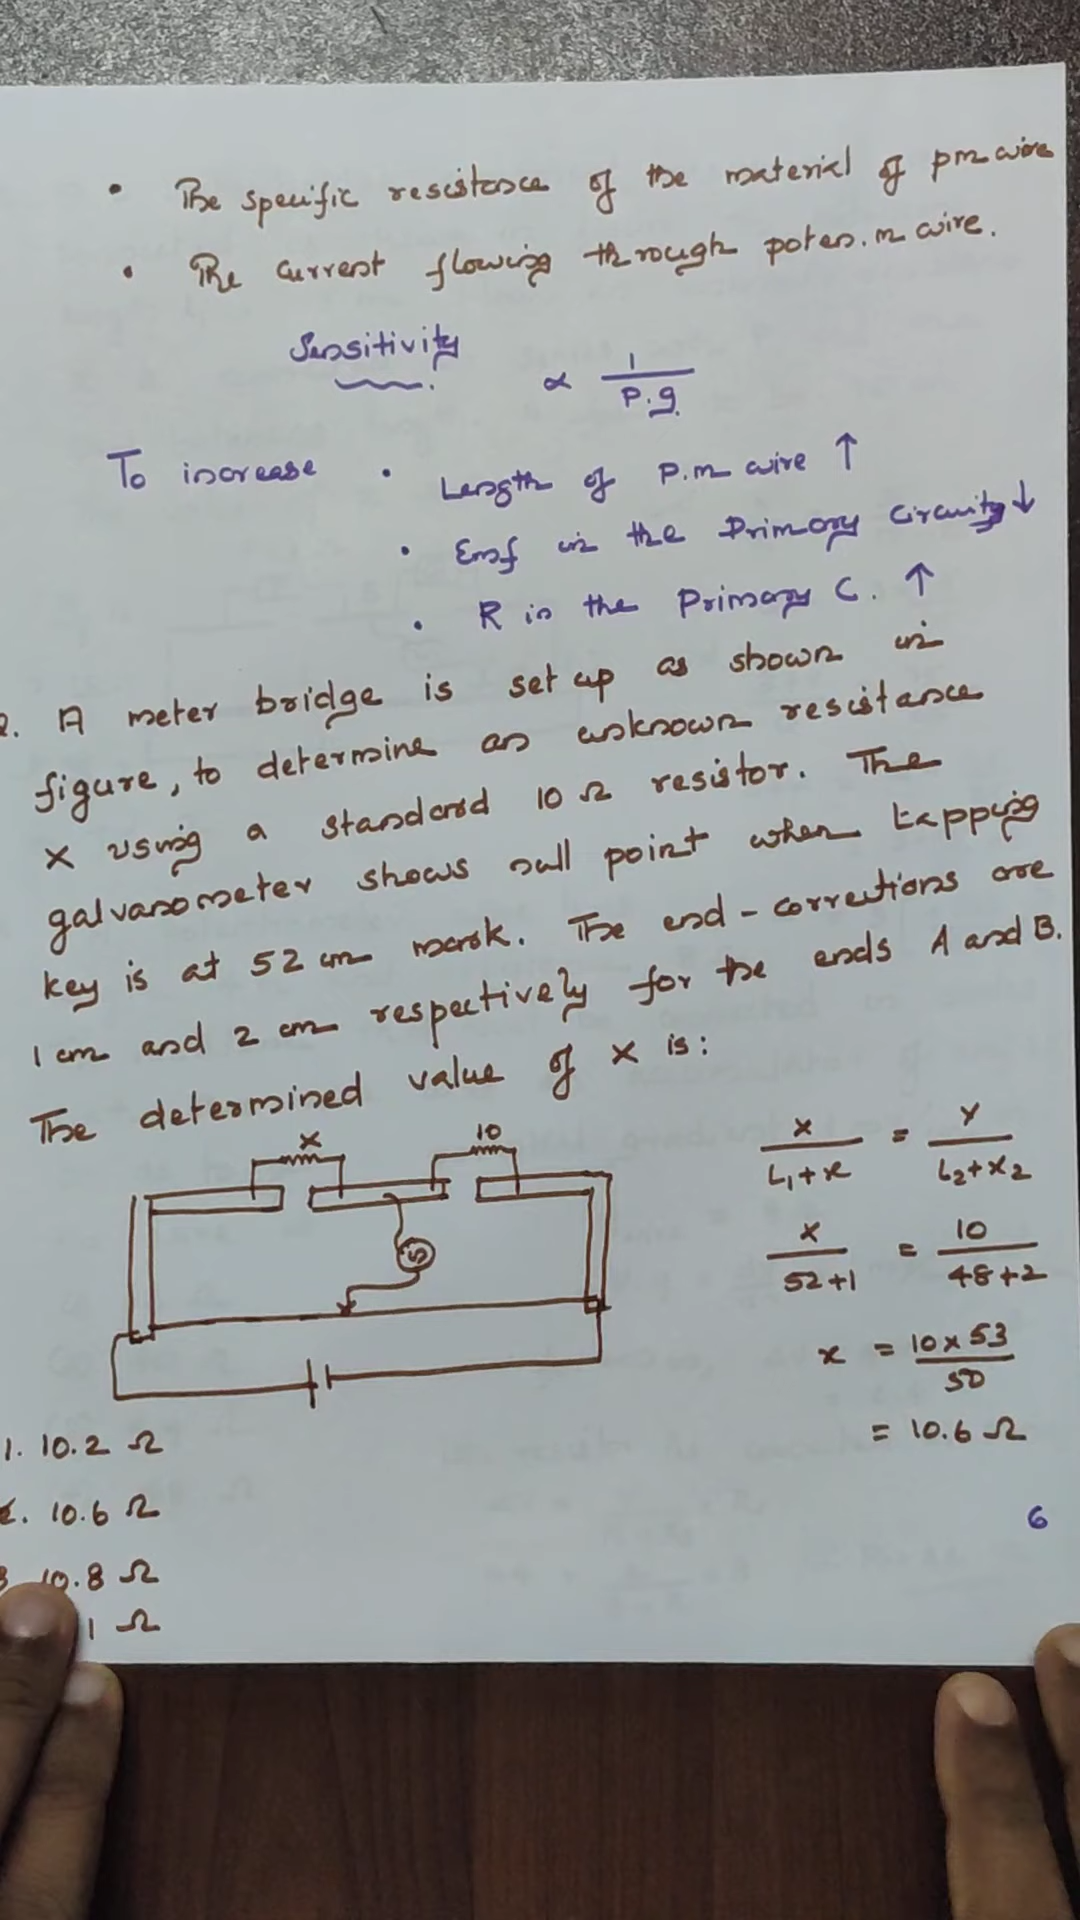 • The specific resistance of the material of pm wire
• The current flowing through poten. m wire.
Sensitivity ∝ 1/P.g.
To increase • Length of P.m wire ↑
• Emf in the Primary Circuity ↓
• R in the Primary C. ↑
2. A meter bridge is set up as shown in
figure, to determine an unknown resistance
X using a standard 10 Ω resistor. The
galvanometer shows null point when tapping
key is at 52 cm mark. The end - corrections are
1 cm and 2 cm respectively for the ends A and B.
The determined value of X is:
X 10
G
X/(L₁+x) = Y/(L₂+x₂)
X/(52+1) = 10/(48+2)
x = (10 x 53)/50
= 10.6 Ω
1. 10.2 Ω
2. 10.6 Ω
3 10.8 Ω
1 Ω
6